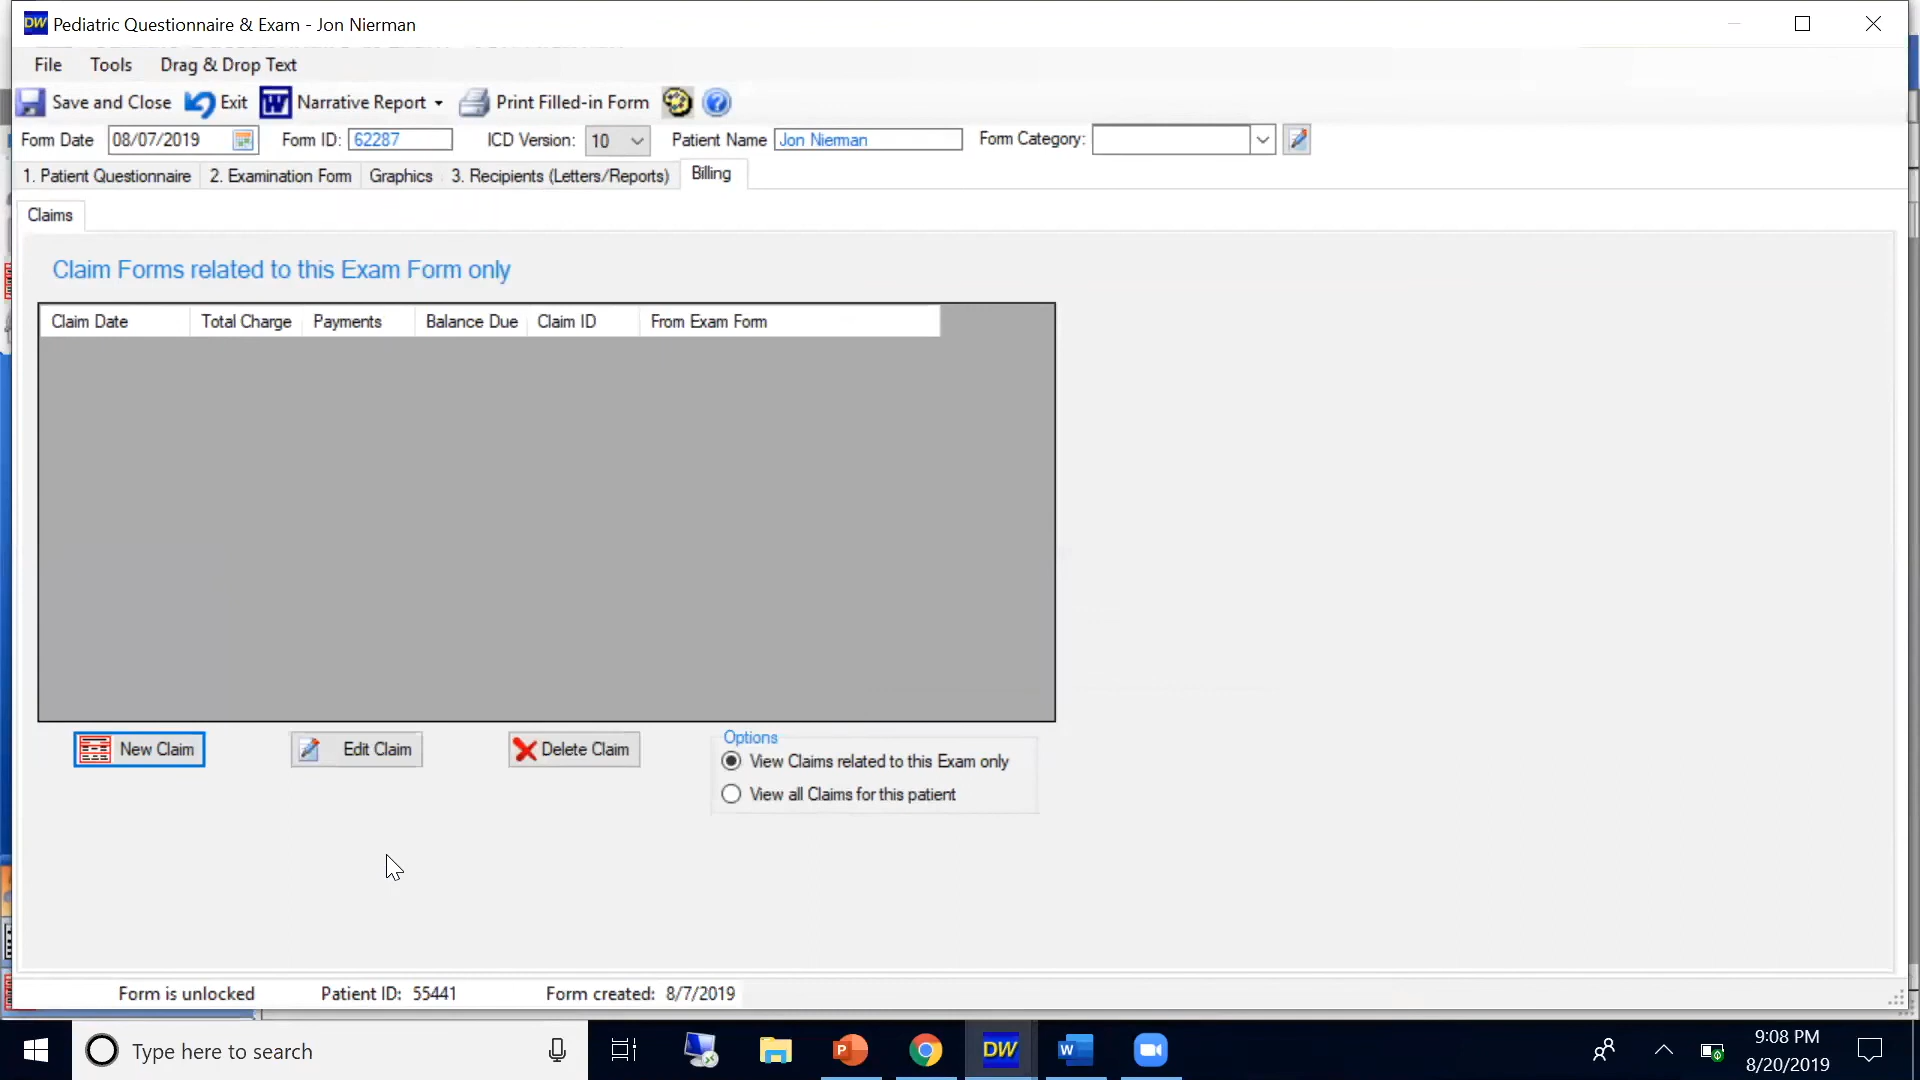 DW Pediatric Questionnaire & Exam - Jon Nierman
File Tools Drag & Drop Text
Save and Close Exit W Narrative Report Print Filled-in Form ?
Form Date 08/07/2019 Form ID: 62287 ICD Version: 10 Patient Name Jon Nierman Form Category:
1. Patient Questionnaire 2. Examination Form Graphics 3. Recipients (Letters/Reports) Billing
Claims
Claim Forms related to this Exam Form only
Claim Date Total Charge Payments Balance Due Claim ID From Exam Form
New Claim Edit Claim Delete Claim
Options
View Claims related to this Exam only
View all Claims for this patient
Form is unlocked Patient ID: 55441 Form created: 8/7/2019
Type here to search P DW W 9:08 PM
8/20/2019